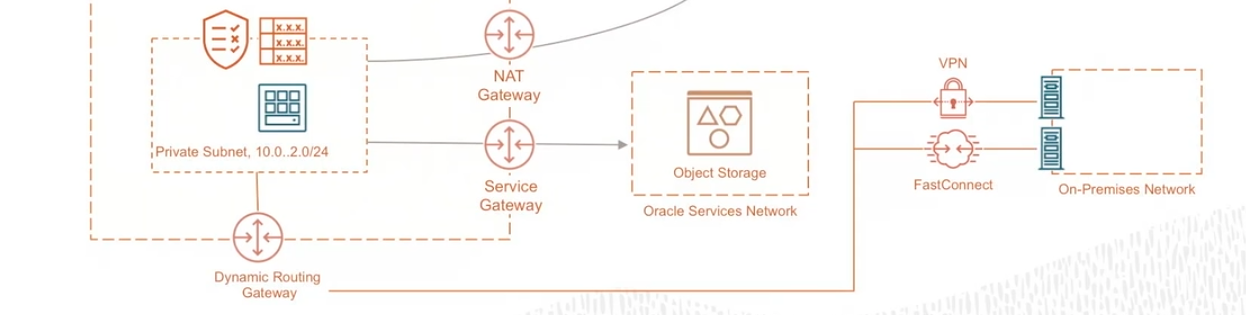 x.x.x.
x.x.x.
x.x.x.
NAT
Gateway
Private Subnet, 10.0..2.0/24
Service
Gateway
Object Storage
Oracle Services Network
VPN
FastConnect
On-Premises Network
Dynamic Routing
Gateway